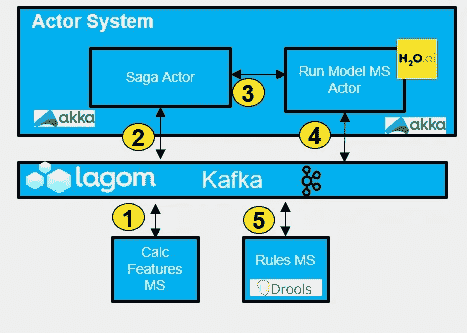 Actor System
H2O.ai
Saga Actor
Run Model MS
Actor
3
akka
akka
2
4
lagom
Kafka
1
5
Calc
Features
MS
Rules MS
Drools